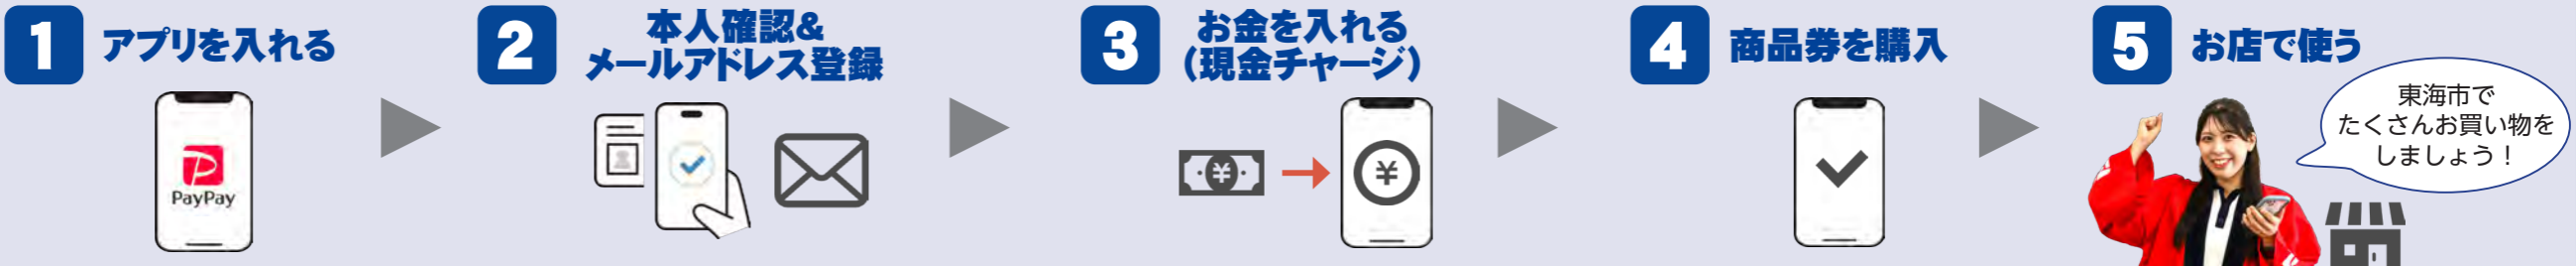 1
アプリを入れる
PayPay
2
本人確認&
メールアドレス登録
3
お金を入れる
(現金チャージ)
¥
¥
4
商品券を購入
5
お店で使う
東海市で
たくさんお買い物を
しましょう！